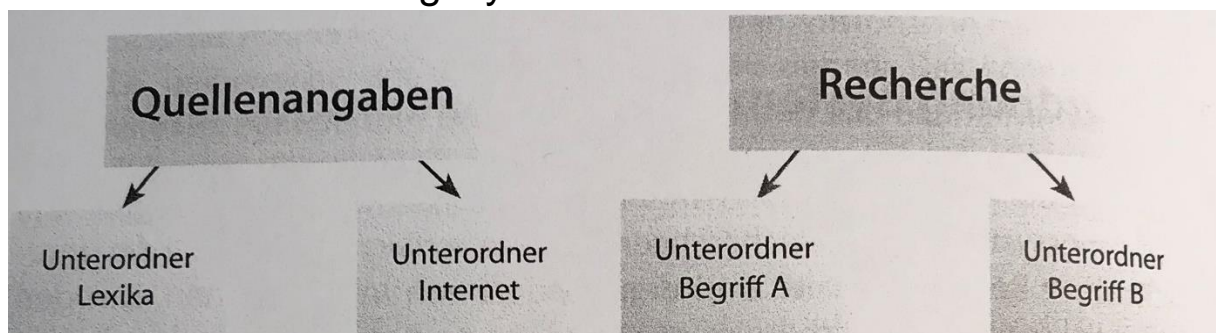 Quellenangaben
Recherche
Unterordner
Lexika
Unterordner
Internet
Unterordner
Begriff A
Unterordner
Begriff B